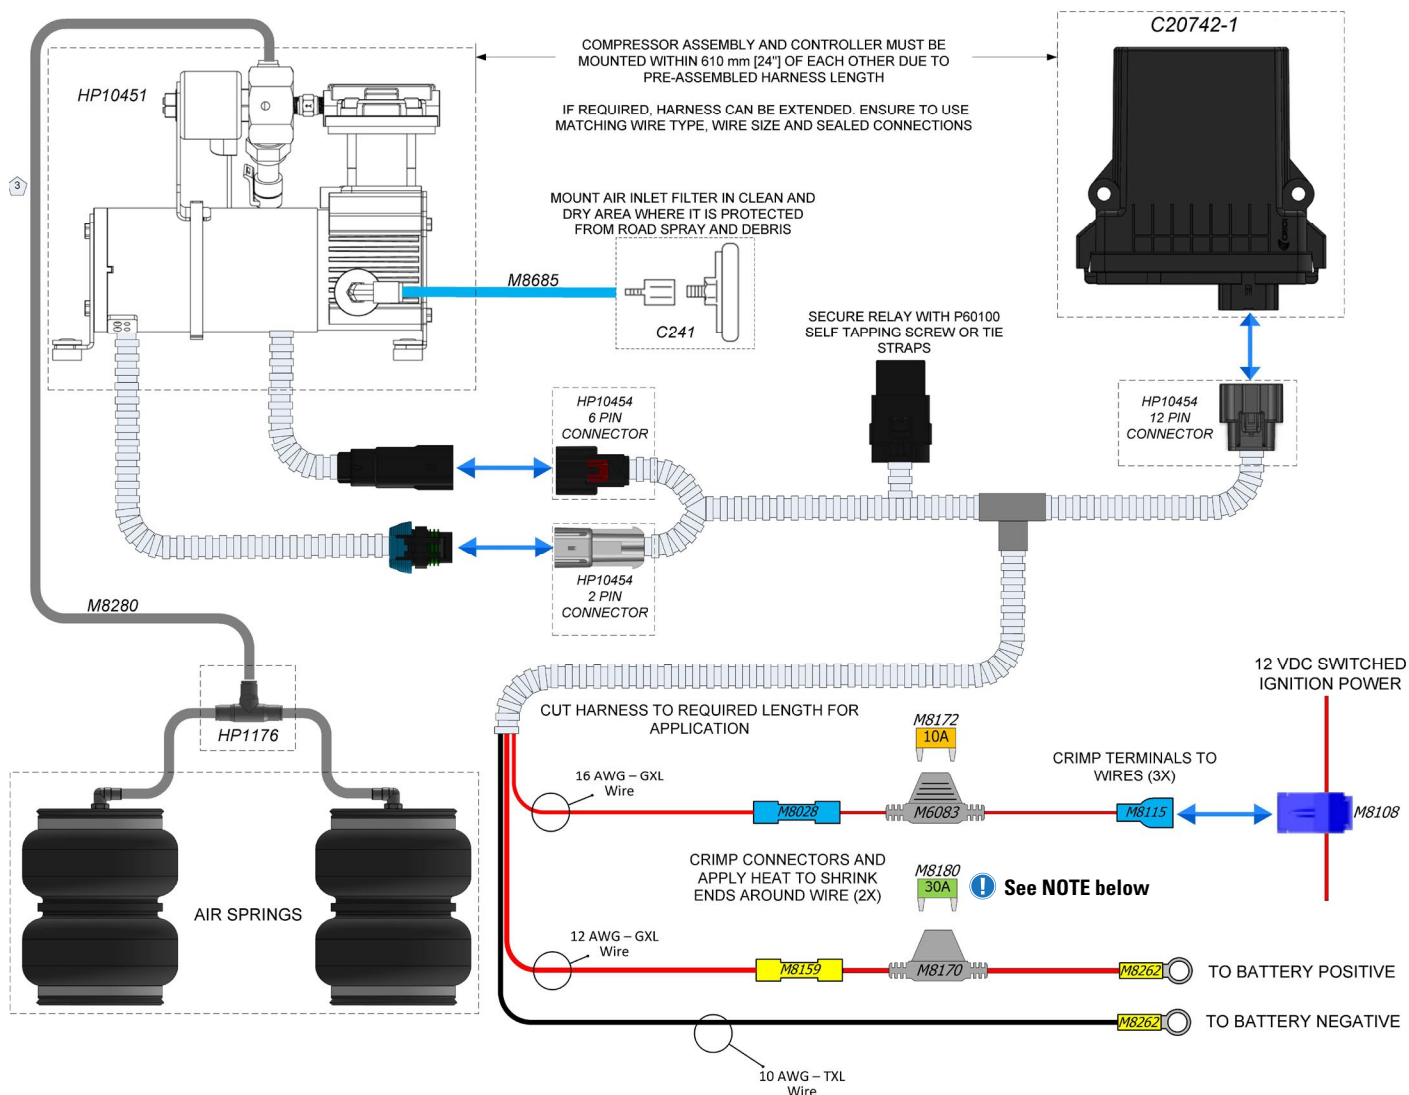 C20742-1
COMPRESSOR ASSEMBLY AND CONTROLLER MUST BE
MOUNTED WITHIN 610 mm [24"] OF EACH OTHER DUE TO
PRE-ASSEMBLED HARNESS LENGTH
IF REQUIRED, HARNESS CAN BE EXTENDED. ENSURE TO USE
MATCHING WIRE TYPE, WIRE SIZE AND SEALED CONNECTIONS
HP10451
3
MOUNT AIR INLET FILTER IN CLEAN AND
DRY AREA WHERE IT IS PROTECTED
FROM ROAD SPRAY AND DEBRIS
M8685
C241
SECURE RELAY WITH P60100
SELF TAPPING SCREW OR TIE
STRAPS
HP10454
6 PIN
CONNECTOR
HP10454
12 PIN
CONNECTOR
HP10454
2 PIN
CONNECTOR
M8280
HP1176
AIR SPRINGS
12 VDC SWITCHED
IGNITION POWER
CUT HARNESS TO REQUIRED LENGTH FOR
APPLICATION
M8172
10A
CRIMP TERMINALS TO
WIRES (3X)
16 AWG – GXL
Wire
M8028
M6083
M8115
M8108
CRIMP CONNECTORS AND
APPLY HEAT TO SHRINK
ENDS AROUND WIRE (2X)
M8180
30A
! See NOTE below
12 AWG – GXL
Wire
M8159
M8170
M8262
TO BATTERY POSITIVE
M8262
TO BATTERY NEGATIVE
10 AWG – TXL
Wire